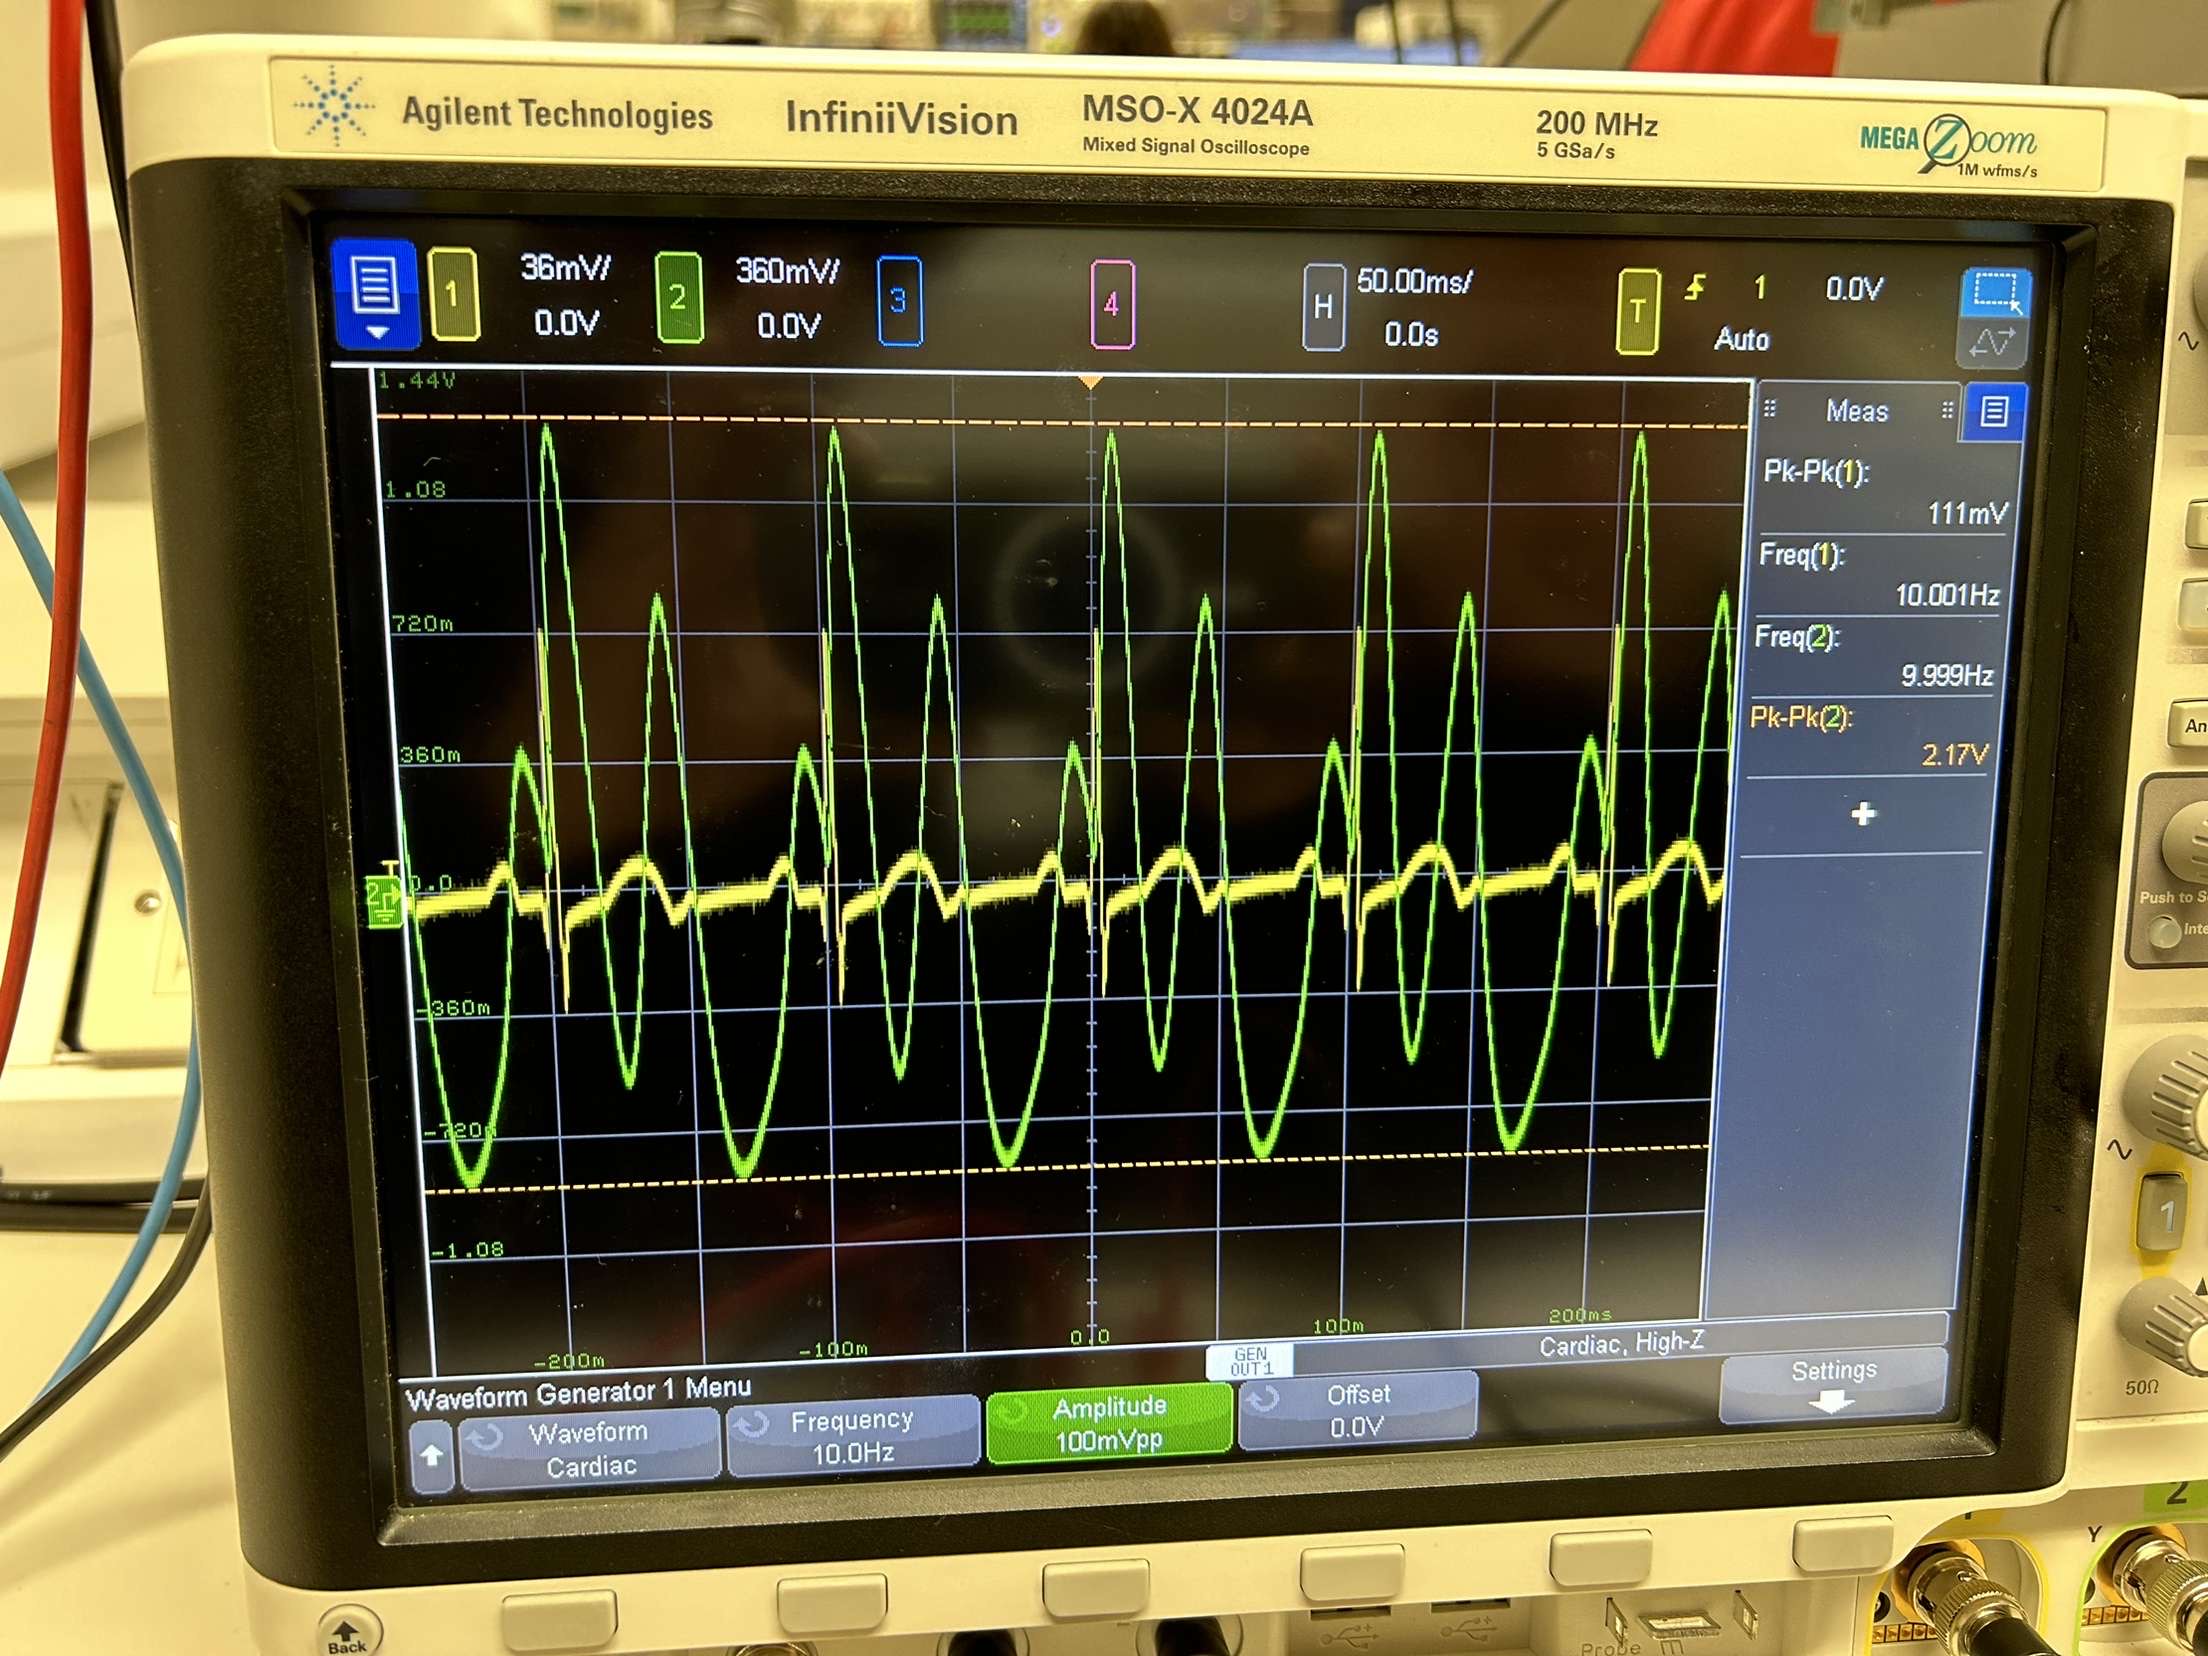 Agilent Technologies InfiniiVision MSO-X 4024A 200 MHz MEGA Zoom
Mixed Signal Oscilloscope 5 GSa/s 1M wfms/s
1 36mV/ 2 360mV/ 3 4 H 50.00ms/ T 1 0.0V
0.0V 0.0V 0.0s Auto
1.44V
1.08
720m
360m
T
2
0.0
-360m
-720m
-1.08
-200m -100m 0.0 100m 200ms
Meas
Pk-Pk(1):
111mV
Freq(1):
10.001Hz
Freq(2):
9.999Hz
Pk-Pk(2):
2.17V
+
GEN
OUT1
Cardiac, High-Z
Waveform Generator 1 Menu
Waveform
Cardiac
Frequency
10.0Hz
Amplitude
100mVpp
Offset
0.0V
Settings
Back
Push to
50Ω
1
2
Y
Probe